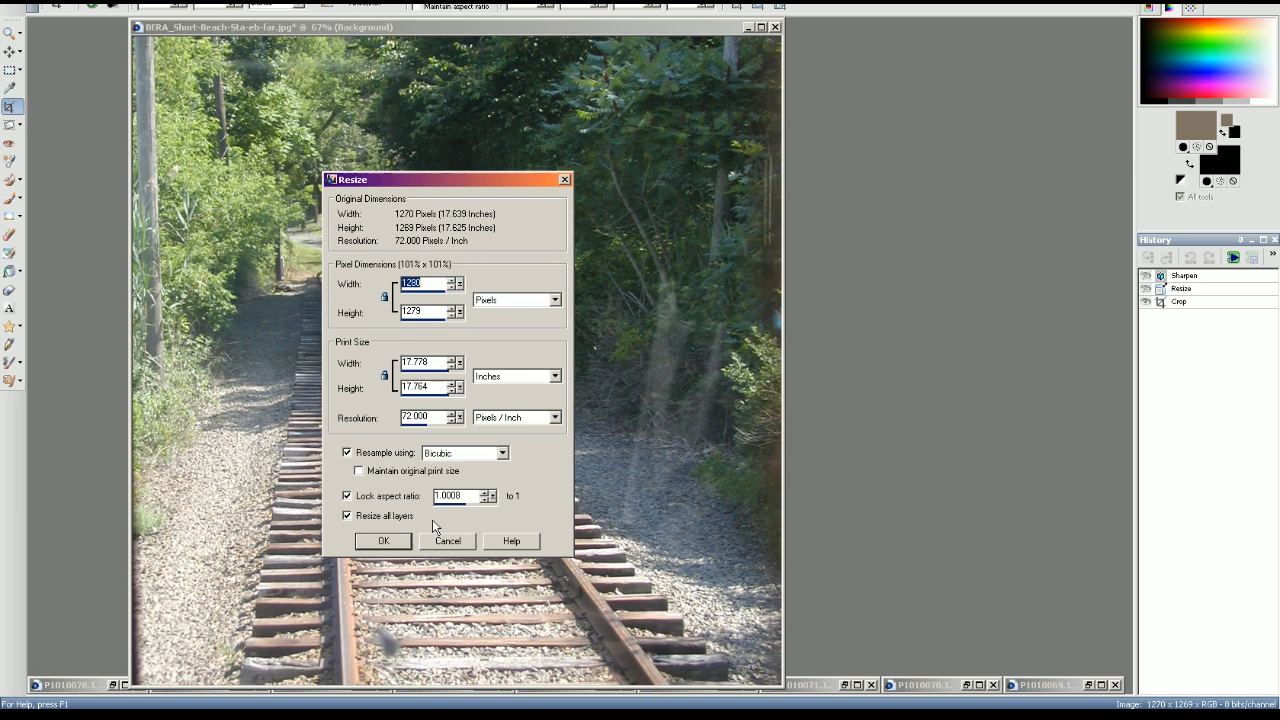 Maintain aspect ratio
BERA_Short-Beach-Sta-eb-far.jpg* @ 67% (Background)
All tools
History
Sharpen
Resize
Crop
Resize
Original Dimensions
Width: 1270 Pixels (17.639 Inches)
Height: 1269 Pixels (17.625 Inches)
Resolution: 72.000 Pixels / Inch
Pixel Dimensions (101% x 101%)
Width: 1280
Pixels
Height: 1279
Print Size
Width: 17.778
Inches
Height: 17.764
Resolution: 72.000 Pixels / Inch
Resample using: Bicubic
Maintain original print size
Lock aspect ratio: 1.0008 to 1
Resize all layers
OK Cancel Help
P1010070.J... P1010069.J...
For Help, press F1
Image: 1270 x 1269 x RGB - 8 bits/channel